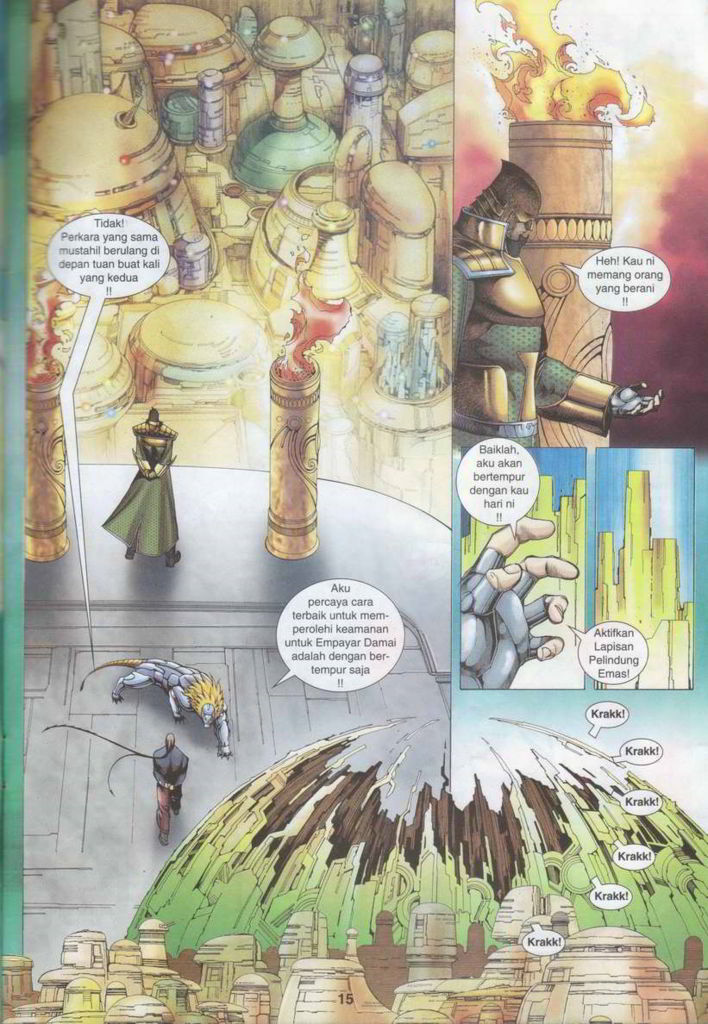 Tidak!
Perkara yang sama
mustahil berulang di
depan tuan buat kali
yang kedua
!!
Aku
percaya cara
terbaik untuk mem-
perolehi keamanan
untuk Empayar Damai
adalah dengan ber-
tempur saja
!!
Heh! Kau ni
memang orang
yang berani
!!
Baiklah,
aku akan
bertempur
dengan kau
hari ni
!!
Aktifkan
Lapisan
Pelindung
Emas!
Krakk!
Krakk!
Krakk!
Krakk!
Krakk!
Krakk!
15